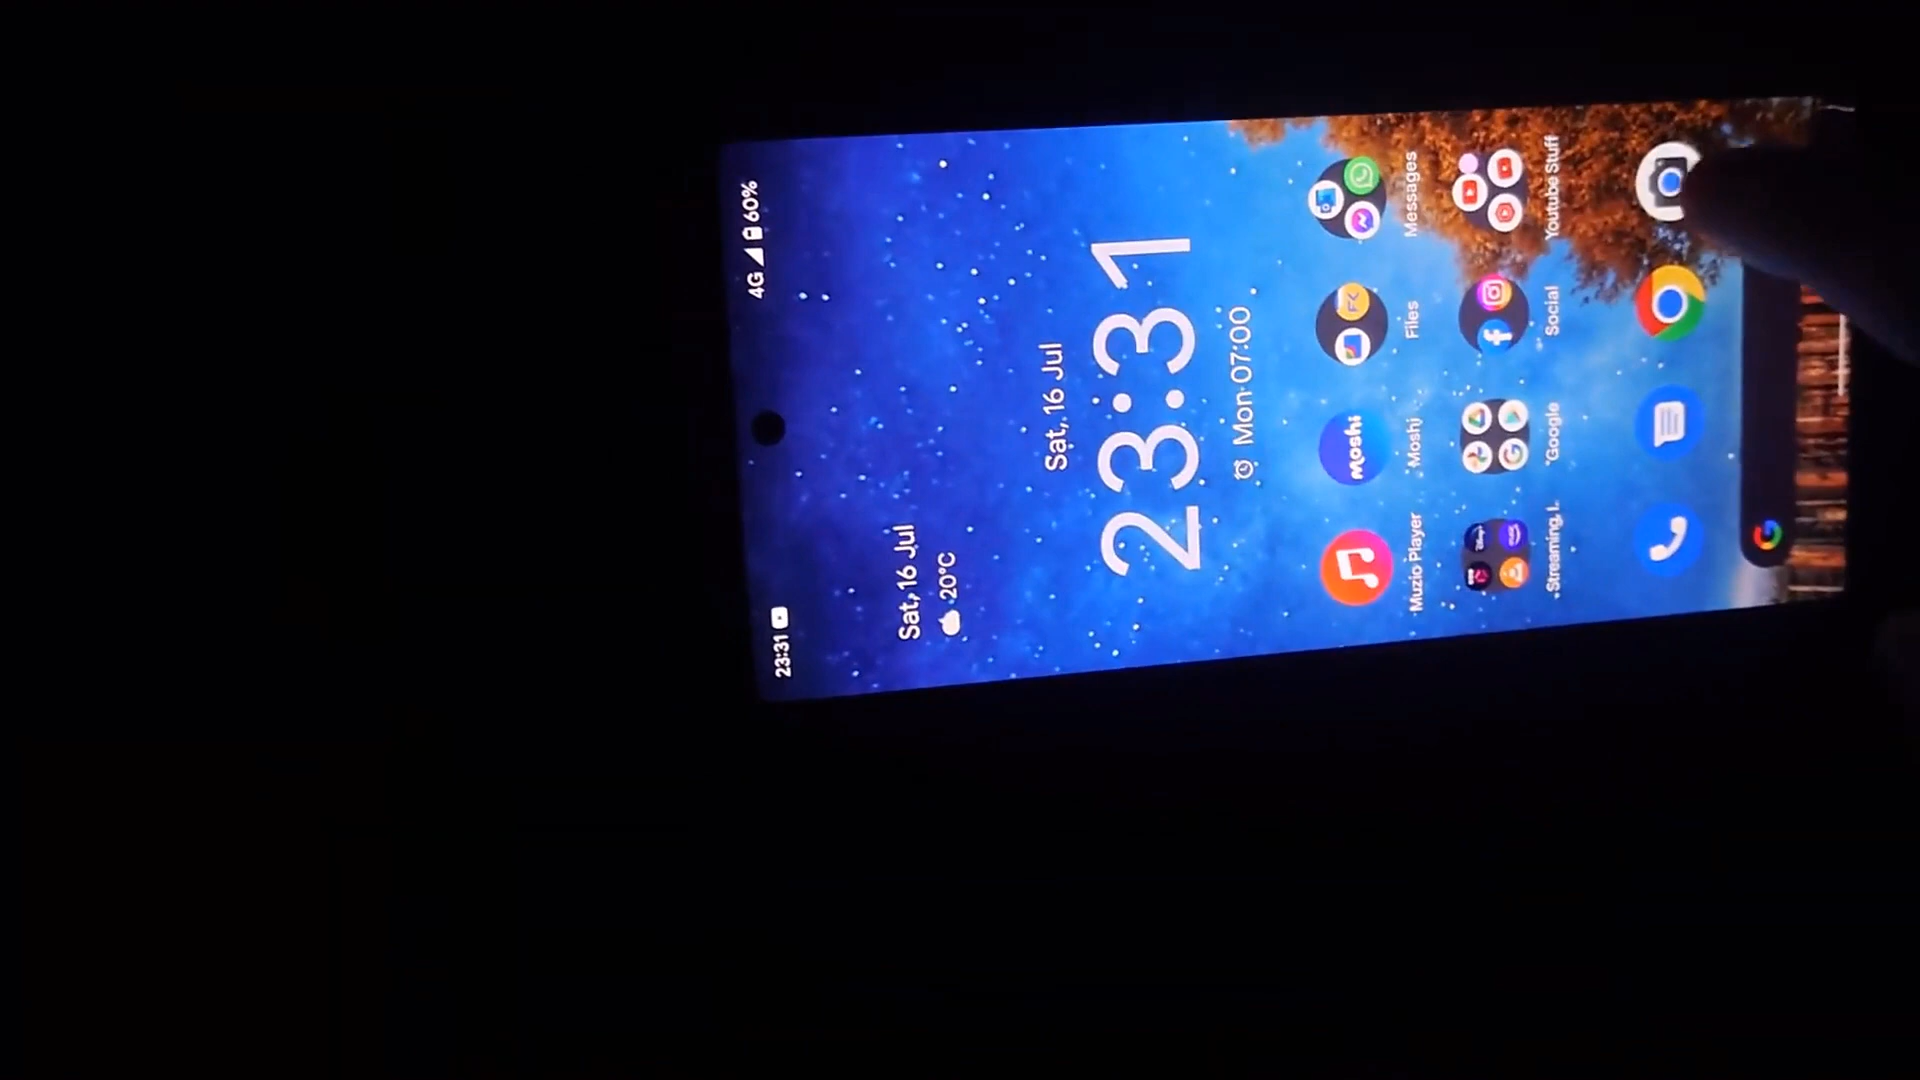 23:31
4G 60%
Sat, 16 Jul
20°C
Sat, 16 Jul
23:31
Mon 07:00
Moshi
Muzio Player
Moshi
Files
Messages
Streaming,I..
Google
Social
Youtube Stuff